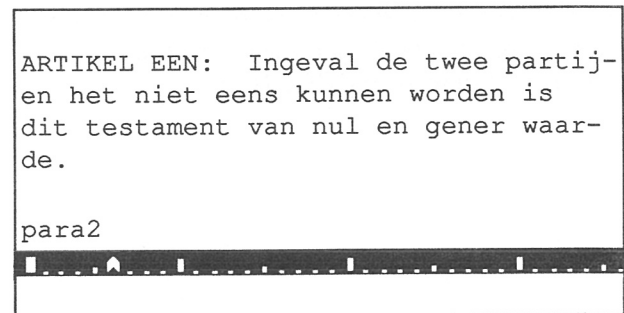 ARTIKEL EEN:  Ingeval de twee partij-
en het niet eens kunnen worden is
dit testament van nul en gener waar-
de.
para2